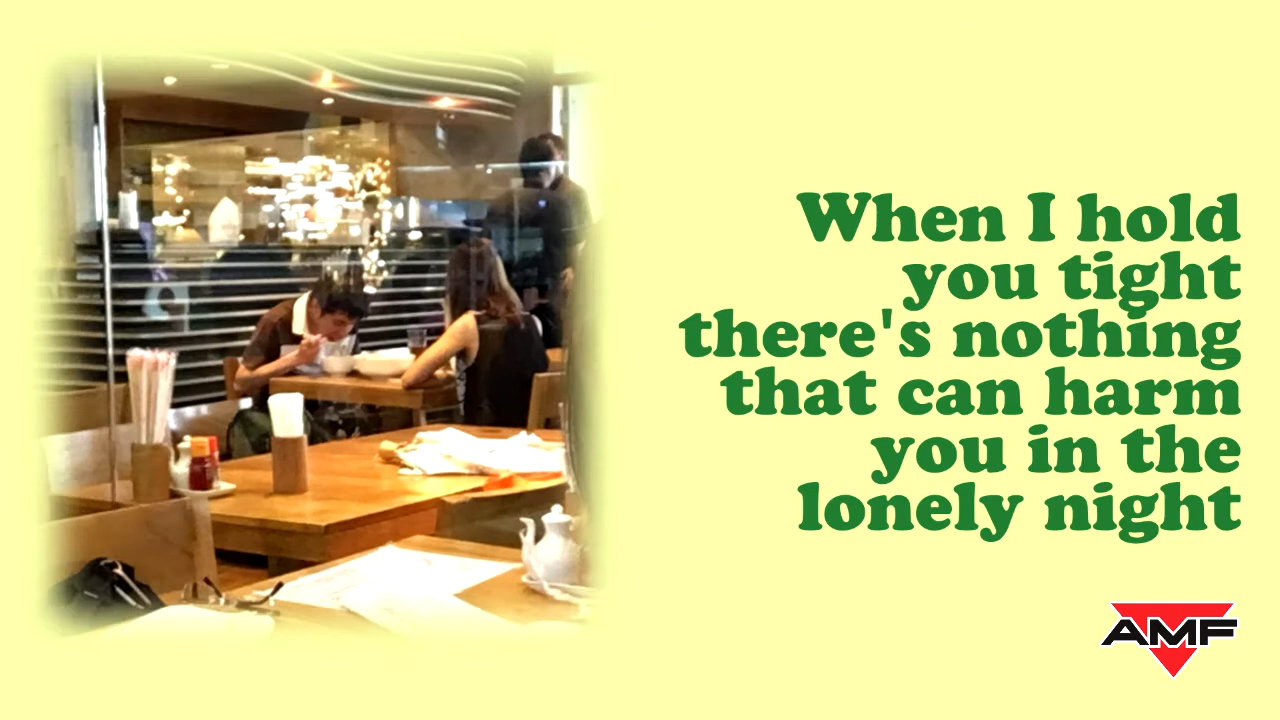 When I hold
you tight
there's nothing
that can harm
you in the
lonely night
AMF